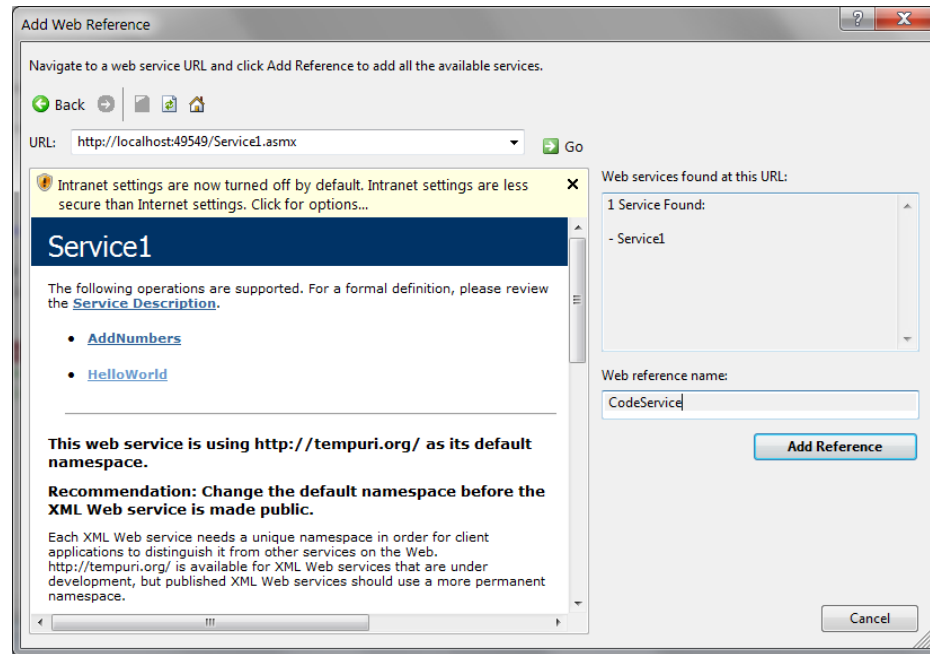 Add Web Reference
Navigate to a web service URL and click Add Reference to add all the available services.
Back
URL: http://localhost:49549/Service1.asmx Go
Intranet settings are now turned off by default. Intranet settings are less
secure than Internet settings. Click for options...
Service1
The following operations are supported. For a formal definition, please review
the Service Description.
• AddNumbers
• HelloWorld
This web service is using http://tempuri.org/ as its default
namespace.
Recommendation: Change the default namespace before the
XML Web service is made public.
Each XML Web service needs a unique namespace in order for client
applications to distinguish it from other services on the Web.
http://tempuri.org/ is available for XML Web services that are under
development, but published XML Web services should use a more permanent
namespace.
Web services found at this URL:
1 Service Found:
- Service1
Web reference name:
CodeService
Add Reference
Cancel